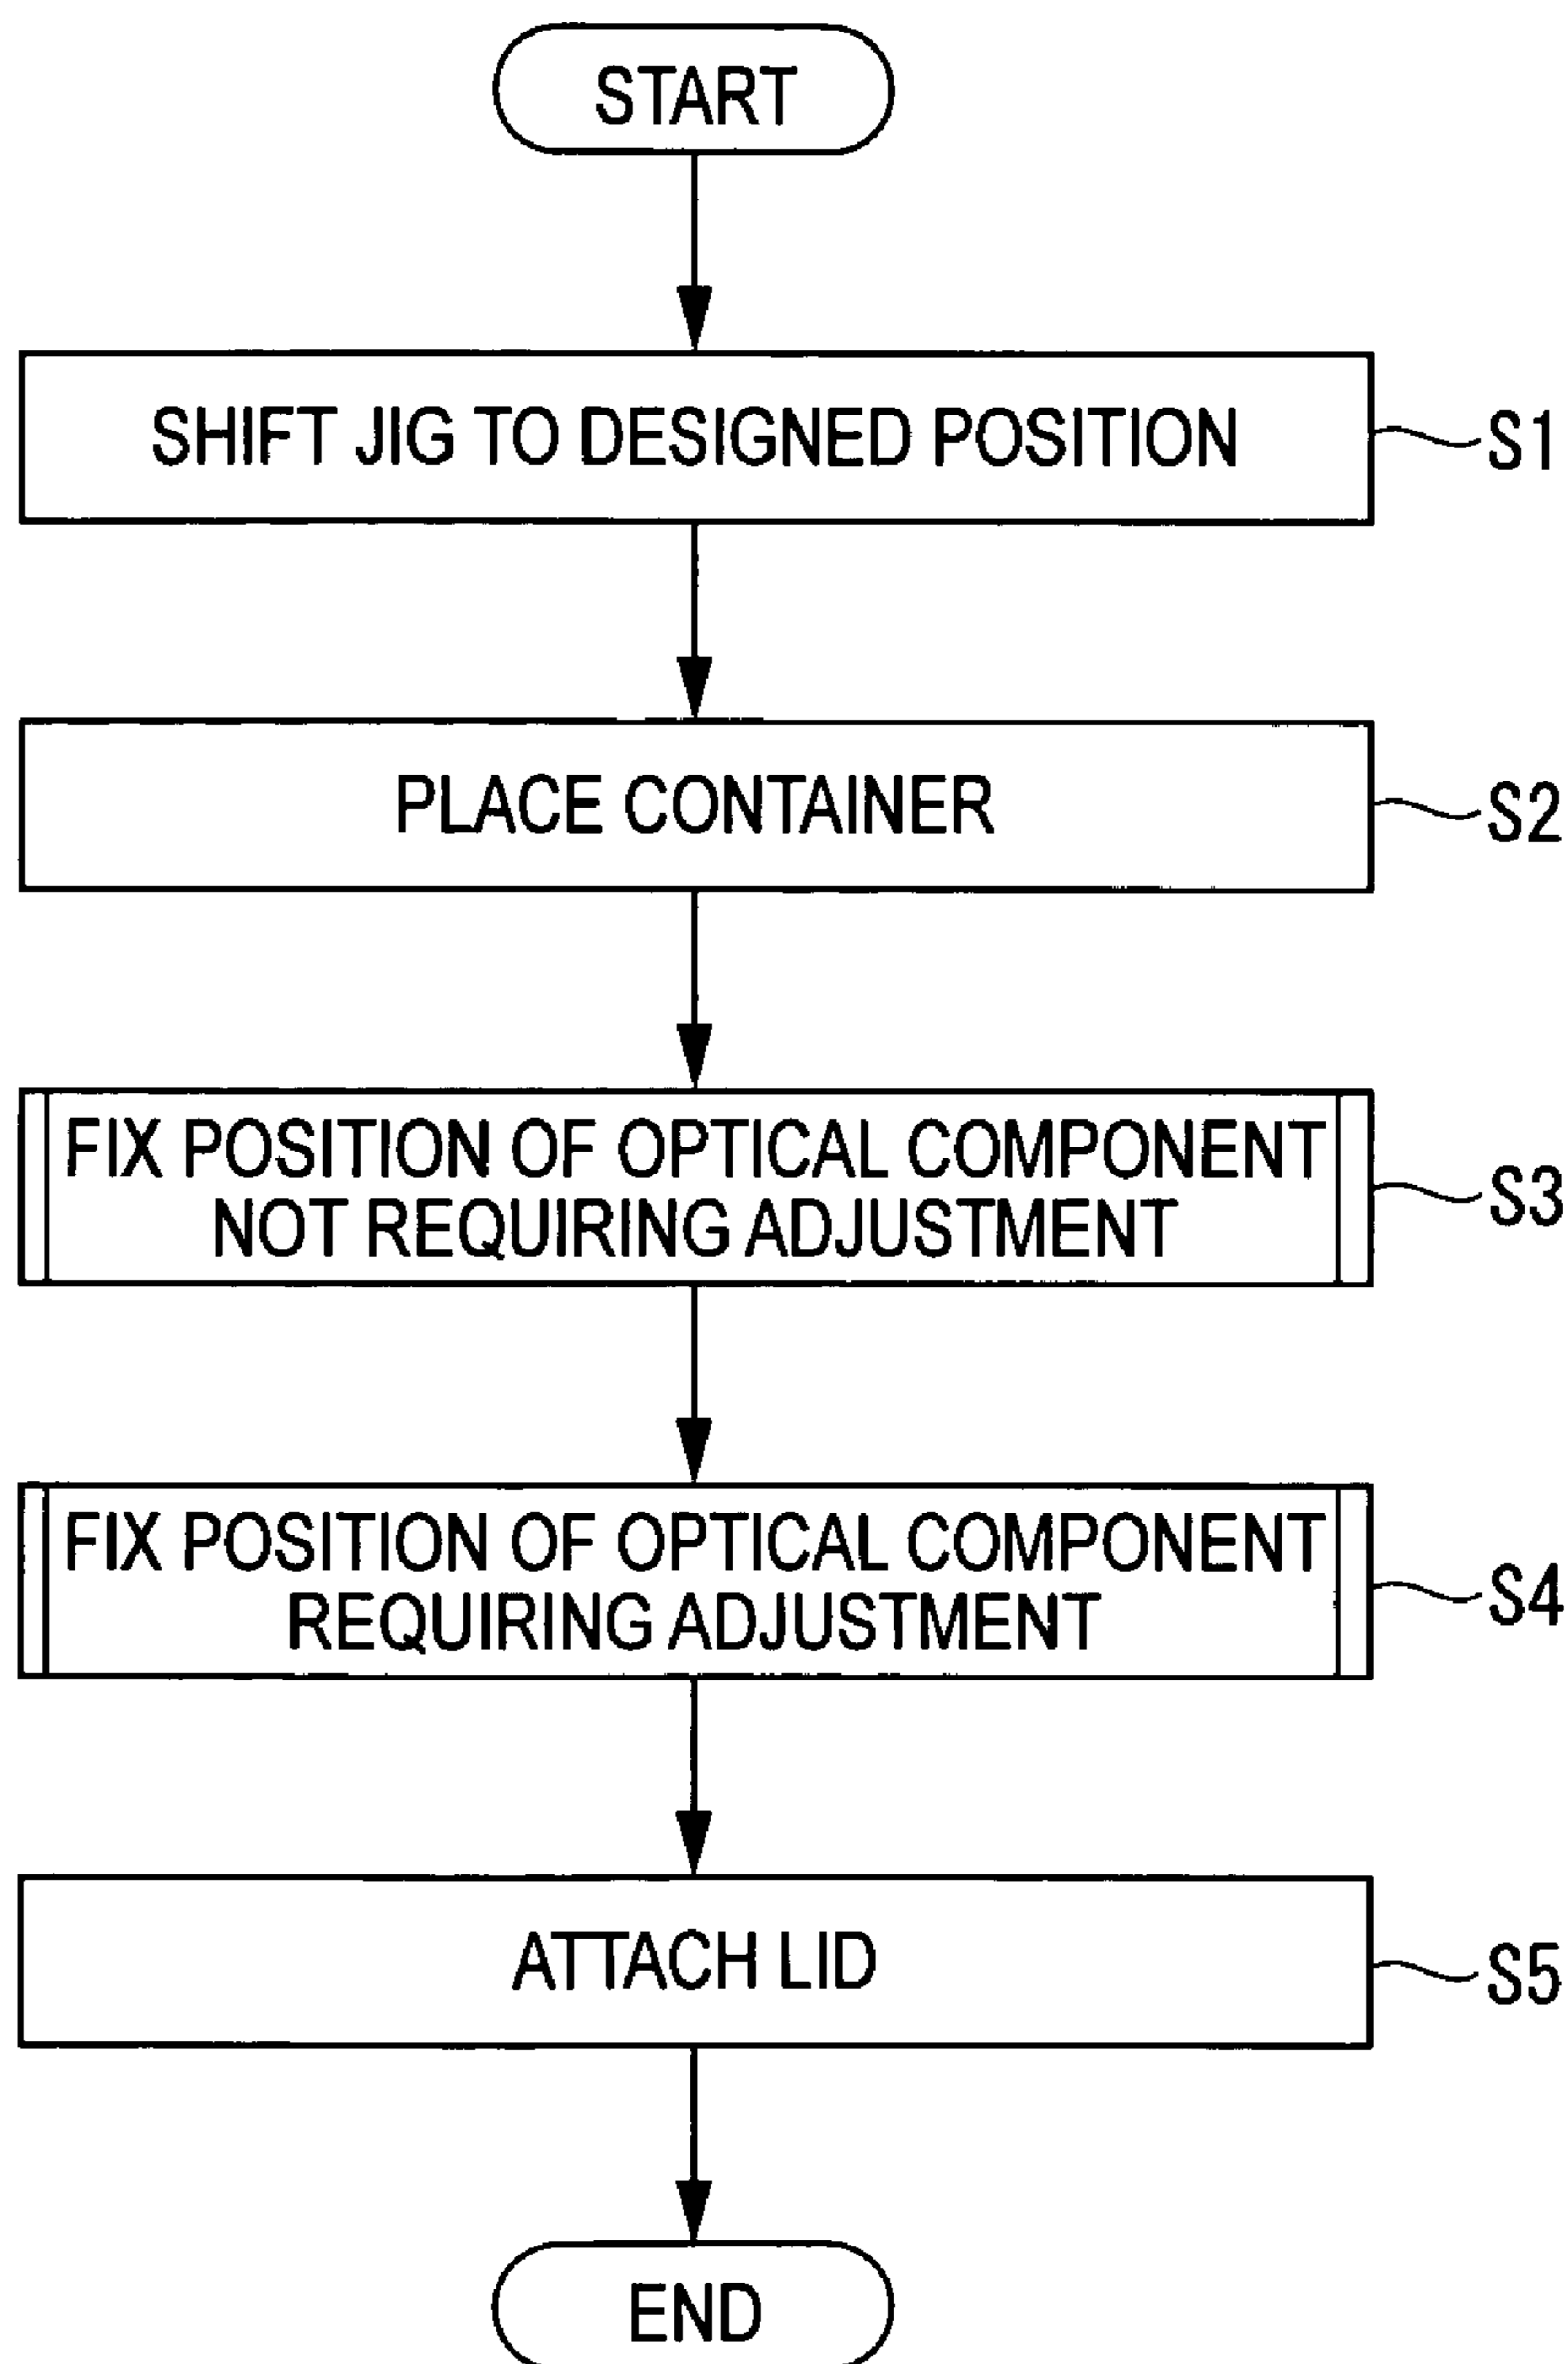 START
SHIFT JIG TO DESIGNED POSITION
S1
PLACE CONTAINER
S2
FIX POSITION OF OPTICAL COMPONENT
NOT REQUIRING ADJUSTMENT
S3
FIX POSITION OF OPTICAL COMPONENT
REQUIRING ADJUSTMENT
S4
ATTACH LID
S5
END